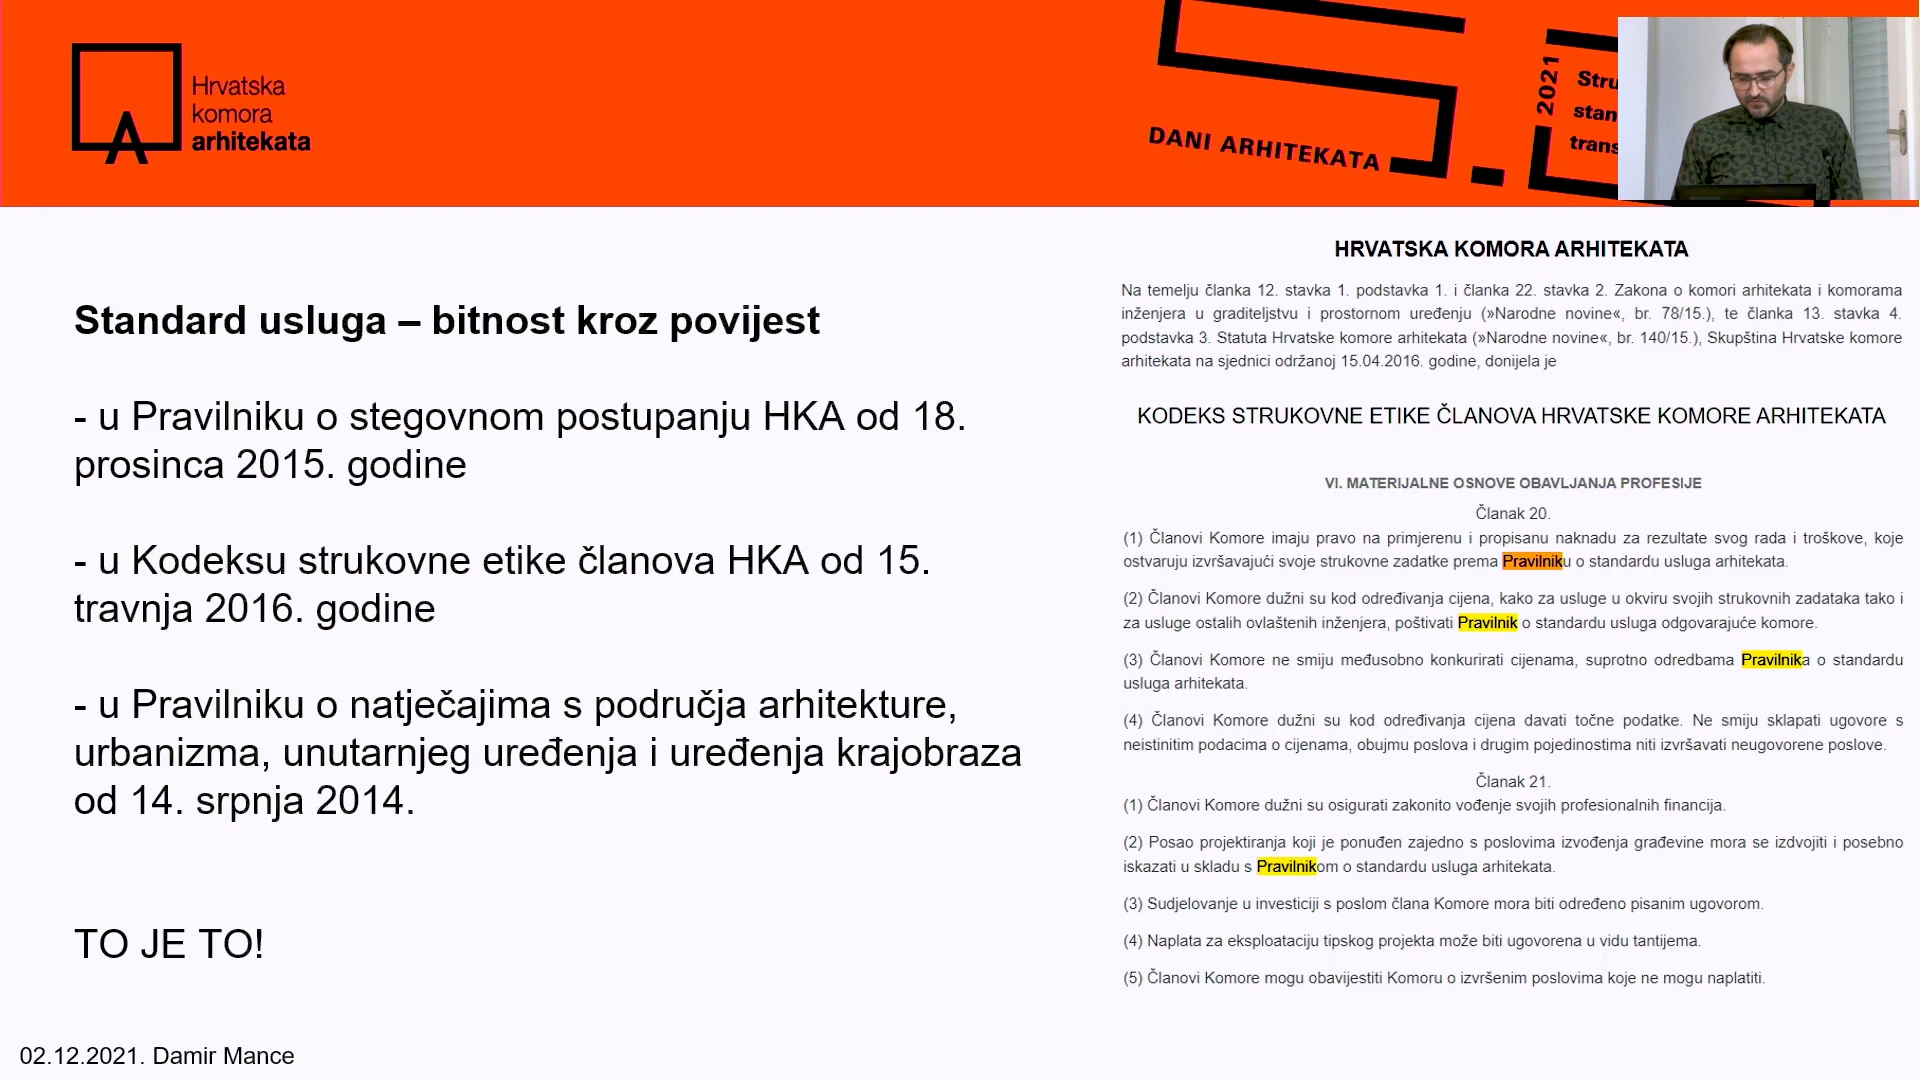 Hrvatska
komora
arhitekata
DANI ARHITEKATA
2021
Standard usluga – bitnost kroz povijest
- u Pravilniku o stegovnom postupanju HKA od 18.
prosinca 2015. godine
- u Kodeksu strukovne etike članova HKA od 15.
travnja 2016. godine
- u Pravilniku o natječajima s područja arhitekture,
urbanizma, unutarnjeg uređenja i uređenja krajobraza
od 14. srpnja 2014.
TO JE TO!
02.12.2021. Damir Mance
HRVATSKA KOMORA ARHITEKATA
Na temelju članka 12. stavka 1. podstavka 1. i članka 22. stavka 2. Zakona o komori arhitekata i komorama
inženjera u graditeljstvu i prostornom uređenju (»Narodne novine«, br. 78/15.), te članka 13. stavka 4.
podstavka 3. Statuta Hrvatske komore arhitekata (»Narodne novine«, br. 140/15.), Skupština Hrvatske komore
arhitekata na sjednici održanoj 15.04.2016. godine, donijela je
KODEKS STRUKOVNE ETIKE ČLANOVA HRVATSKE KOMORE ARHITEKATA
VI. MATERIJALNE OSNOVE OBAVLJANJA PROFESIJE
Članak 20.
(1) Članovi Komore imaju pravo na primjerenu i propisanu naknadu za rezultate svog rada i troškove, koje
ostvaruju izvršavajući svoje strukovne zadatke prema Pravilniku o standardu usluga arhitekata.
(2) Članovi Komore dužni su kod određivanja cijena, kako za usluge u okviru svojih strukovnih zadataka tako i
za usluge ostalih ovlaštenih inženjera, poštivati Pravilnik o standardu usluga odgovarajuće komore.
(3) Članovi Komore ne smiju međusobno konkurirati cijenama, suprotno odredbama Pravilnika o standardu
usluga arhitekata.
(4) Članovi Komore dužni su kod određivanja cijena davati točne podatke. Ne smiju sklapati ugovore s
neistinitim podacima o cijenama, obujmu poslova i drugim pojedinostima niti izvršavati neugovorene poslove.
Članak 21.
(1) Članovi Komore dužni su osigurati zakonito vođenje svojih profesionalnih financija.
(2) Posao projektiranja koji je ponuđen zajedno s poslovima izvođenja građevine mora se izdvojiti i posebno
iskazati u skladu s Pravilnikom o standardu usluga arhitekata.
(3) Sudjelovanje u investiciji s poslom člana Komore mora biti određeno pisanim ugovorom.
(4) Naplata za eksploataciju tipskog projekta može biti ugovorena u vidu tantijema.
(5) Članovi Komore mogu obavijestiti Komoru o izvršenim poslovima koje ne mogu naplatiti.